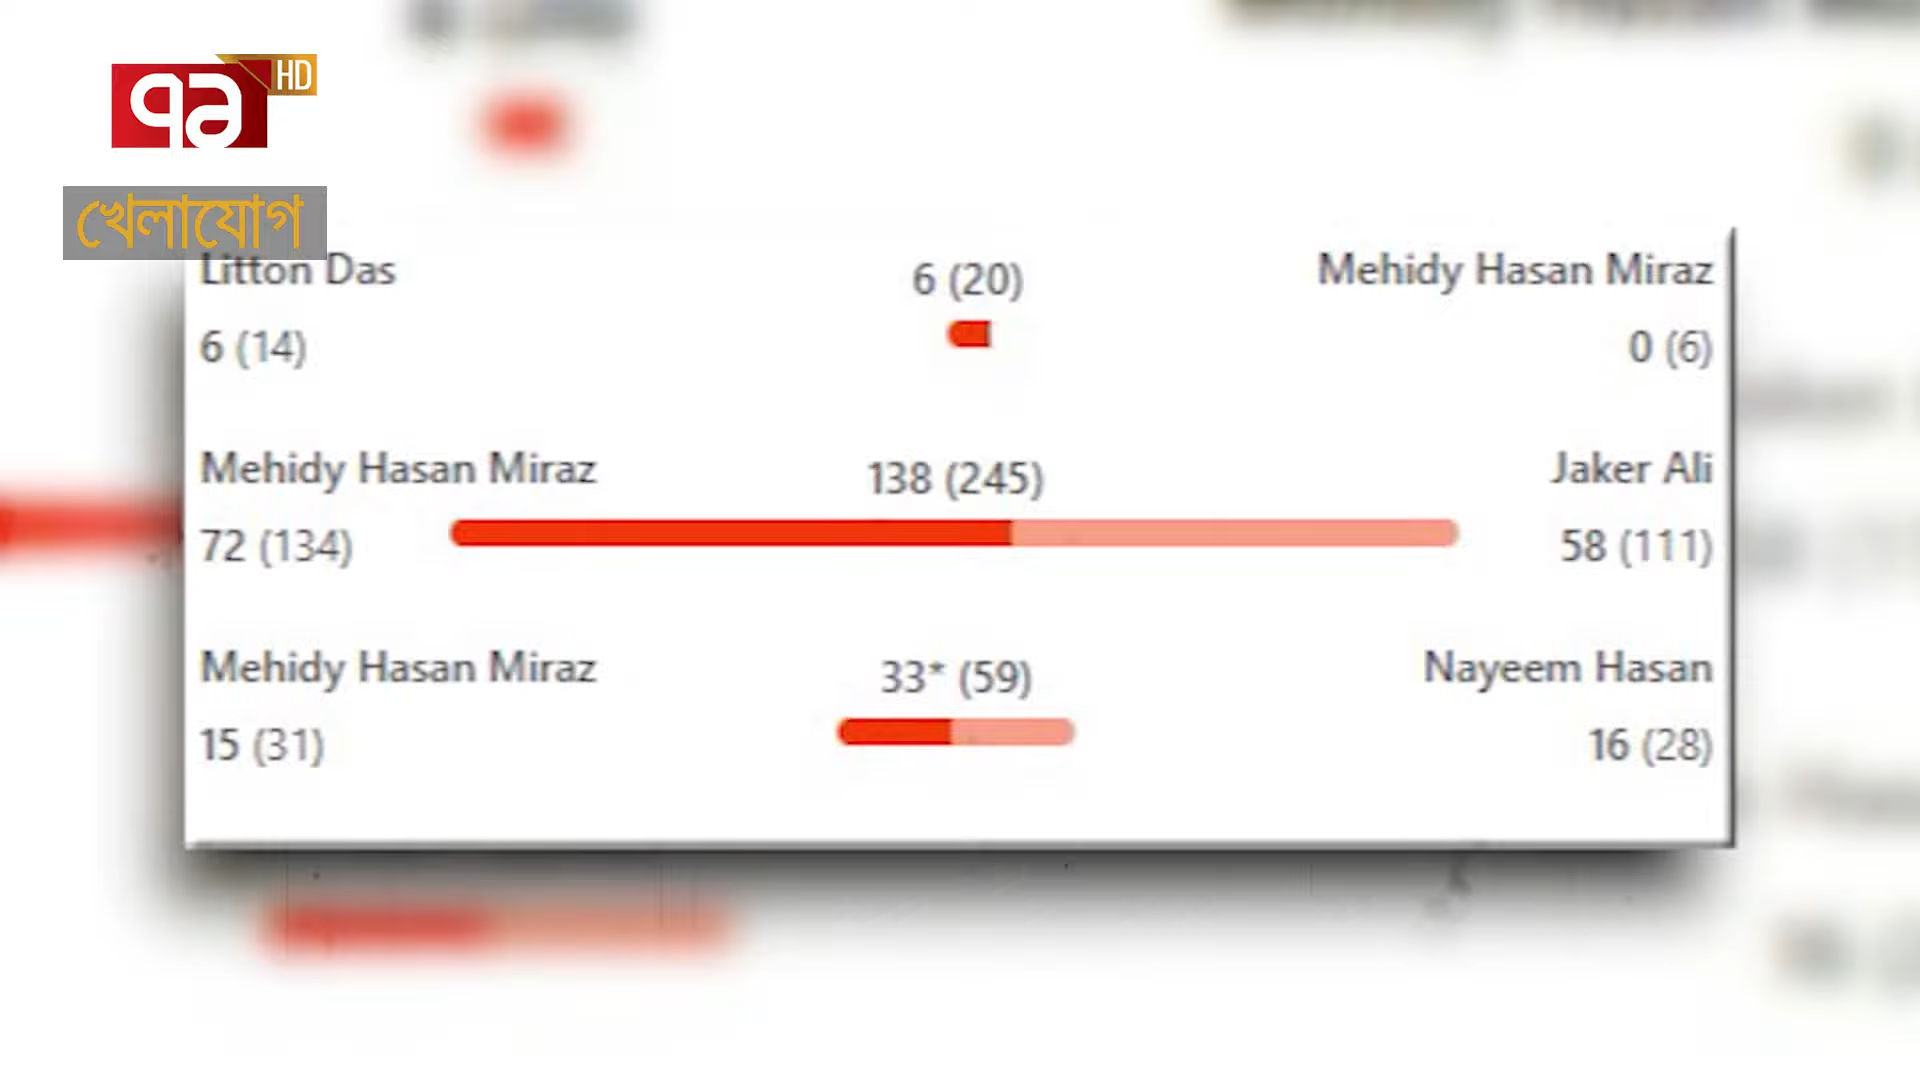 ৭১ HD
খেলাযোগ
Litton Das 6 (20) Mehidy Hasan Miraz
6 (14) 0 (6)
Mehidy Hasan Miraz 138 (245) Jaker Ali
72 (134) 58 (111)
Mehidy Hasan Miraz 33* (59) Nayeem Hasan
15 (31) 16 (28)